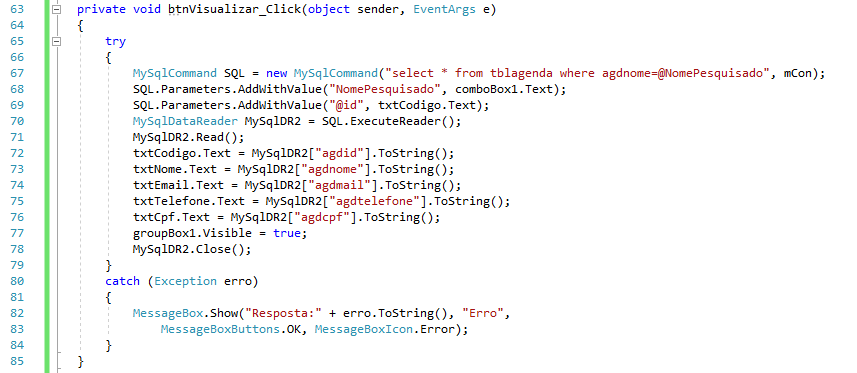 63 private void btnVisualizar_Click(object sender, EventArgs e)
64 {
65 try
66 {
67 MySqlCommand SQL = new MySqlCommand("select * from tblagenda where agdnome=@NomePesquisado", mCon);
68 SQL.Parameters.AddWithValue("NomePesquisado", comboBox1.Text);
69 SQL.Parameters.AddWithValue("@id", txtCodigo.Text);
70 MySqlDataReader MySqlDR2 = SQL.ExecuteReader();
71 MySqlDR2.Read();
72 txtCodigo.Text = MySqlDR2["agdid"].ToString();
73 txtNome.Text = MySqlDR2["agdnome"].ToString();
74 txtEmail.Text = MySqlDR2["agdmail"].ToString();
75 txtTelefone.Text = MySqlDR2["agdtelefone"].ToString();
76 txtCpf.Text = MySqlDR2["agdcpf"].ToString();
77 groupBox1.Visible = true;
78 MySqlDR2.Close();
79 }
80 catch (Exception erro)
81 {
82 MessageBox.Show("Resposta:" + erro.ToString(), "Erro",
83 MessageBoxButtons.OK, MessageBoxIcon.Error);
84 }
85 }